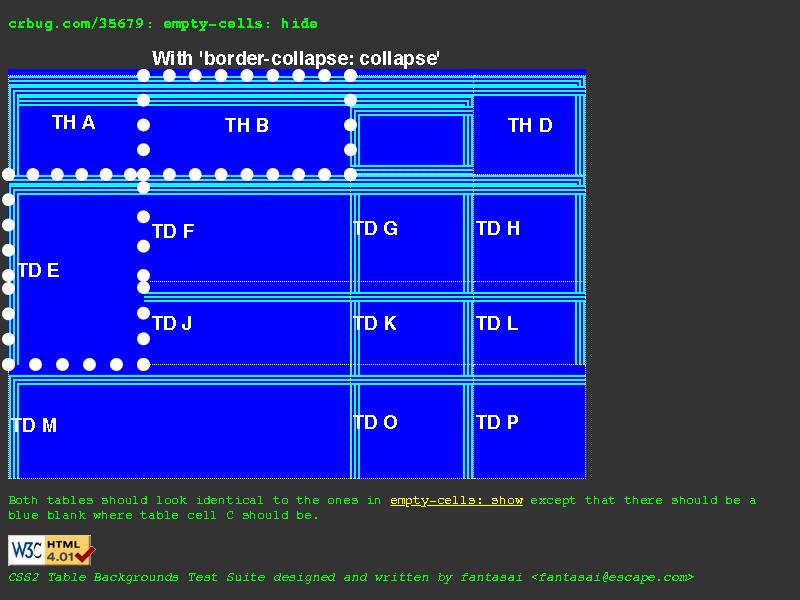 crbug.com/35679: empty-cells: hide
With 'border-collapse: collapse'
TH A
TH B
TH D
TD E
TD F
TD G
TD H
TD J
TD K
TD L
TD M
TD O
TD P
Both tables should look identical to the ones in empty-cells: show except that there should be a
blue blank where table cell C should be.
W3C HTML 4.01
CSS2 Table Backgrounds Test Suite designed and written by fantasai <fantasai@escape.com>